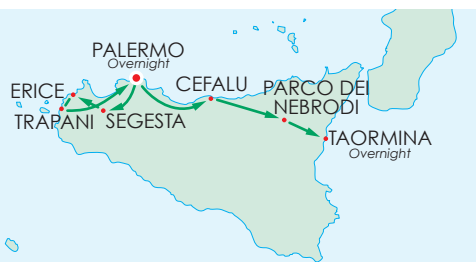 PALERMO
Overnight
ERICE
CEFALU
PARCO DEI
NEBRODI
TRAPANI
SEGESTA
TAORMINA
Overnight